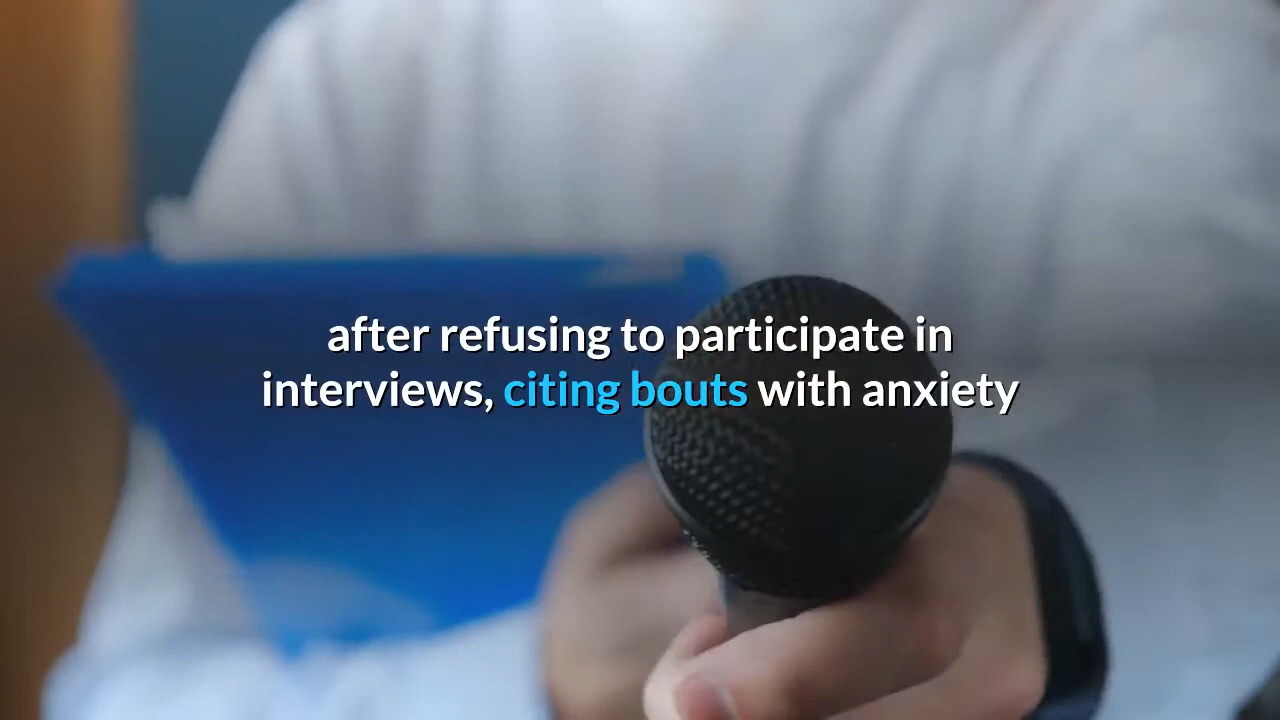 after refusing to participate in
interviews, citing bouts with anxiety